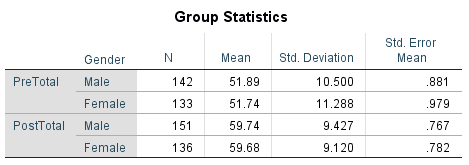 Group Statistics
Gender N Mean Std. Deviation Std. Error Mean
PreTotal Male 142 51.89 10.500 .881
Female 133 51.74 11.288 .979
PostTotal Male 151 59.74 9.427 .767
Female 136 59.68 9.120 .782